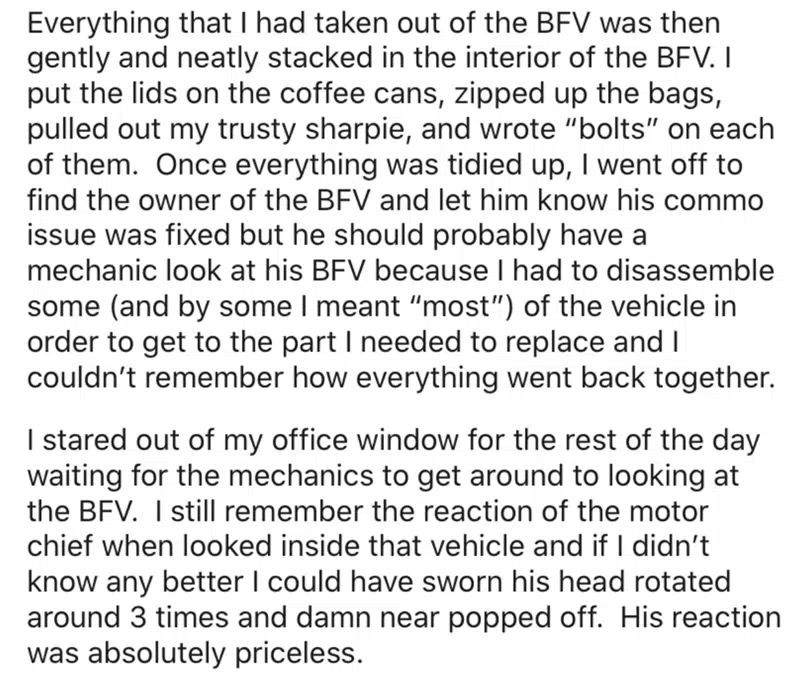 Everything that I had taken out of the BFV was then
gently and neatly stacked in the interior of the BFV. I
put the lids on the coffee cans, zipped up the bags,
pulled out my trusty sharpie, and wrote “bolts” on each
of them.  Once everything was tidied up, I went off to
find the owner of the BFV and let him know his commo
issue was fixed but he should probably have a
mechanic look at his BFV because I had to disassemble
some (and by some I meant “most”) of the vehicle in
order to get to the part I needed to replace and I
couldn’t remember how everything went back together.
I stared out of my office window for the rest of the day
waiting for the mechanics to get around to looking at
the BFV.  I still remember the reaction of the motor
chief when looked inside that vehicle and if I didn’t
know any better I could have sworn his head rotated
around 3 times and damn near popped off.  His reaction
was absolutely priceless.